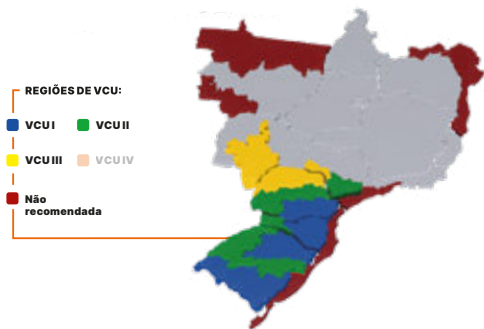 REGIÕES DE VCU:
VCU I VCU II
VCU III VCU IV
Não
recomendada